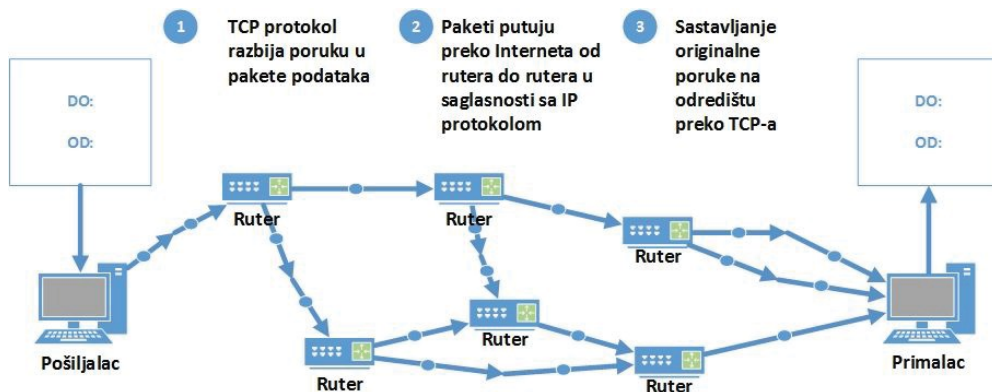 1
TCP protokol
razbija poruku u
pakete podataka
2
Paketi putuju
preko Interneta od
rutera do rutera u
saglasnosti sa IP
protokolom
3
Sastavljanje
originalne
poruke na
odredištu
preko TCP-a
DO:
OD:
DO:
OD:
Ruter
Ruter
Ruter
Ruter
Ruter
Ruter
Pošiljalac
Primalac